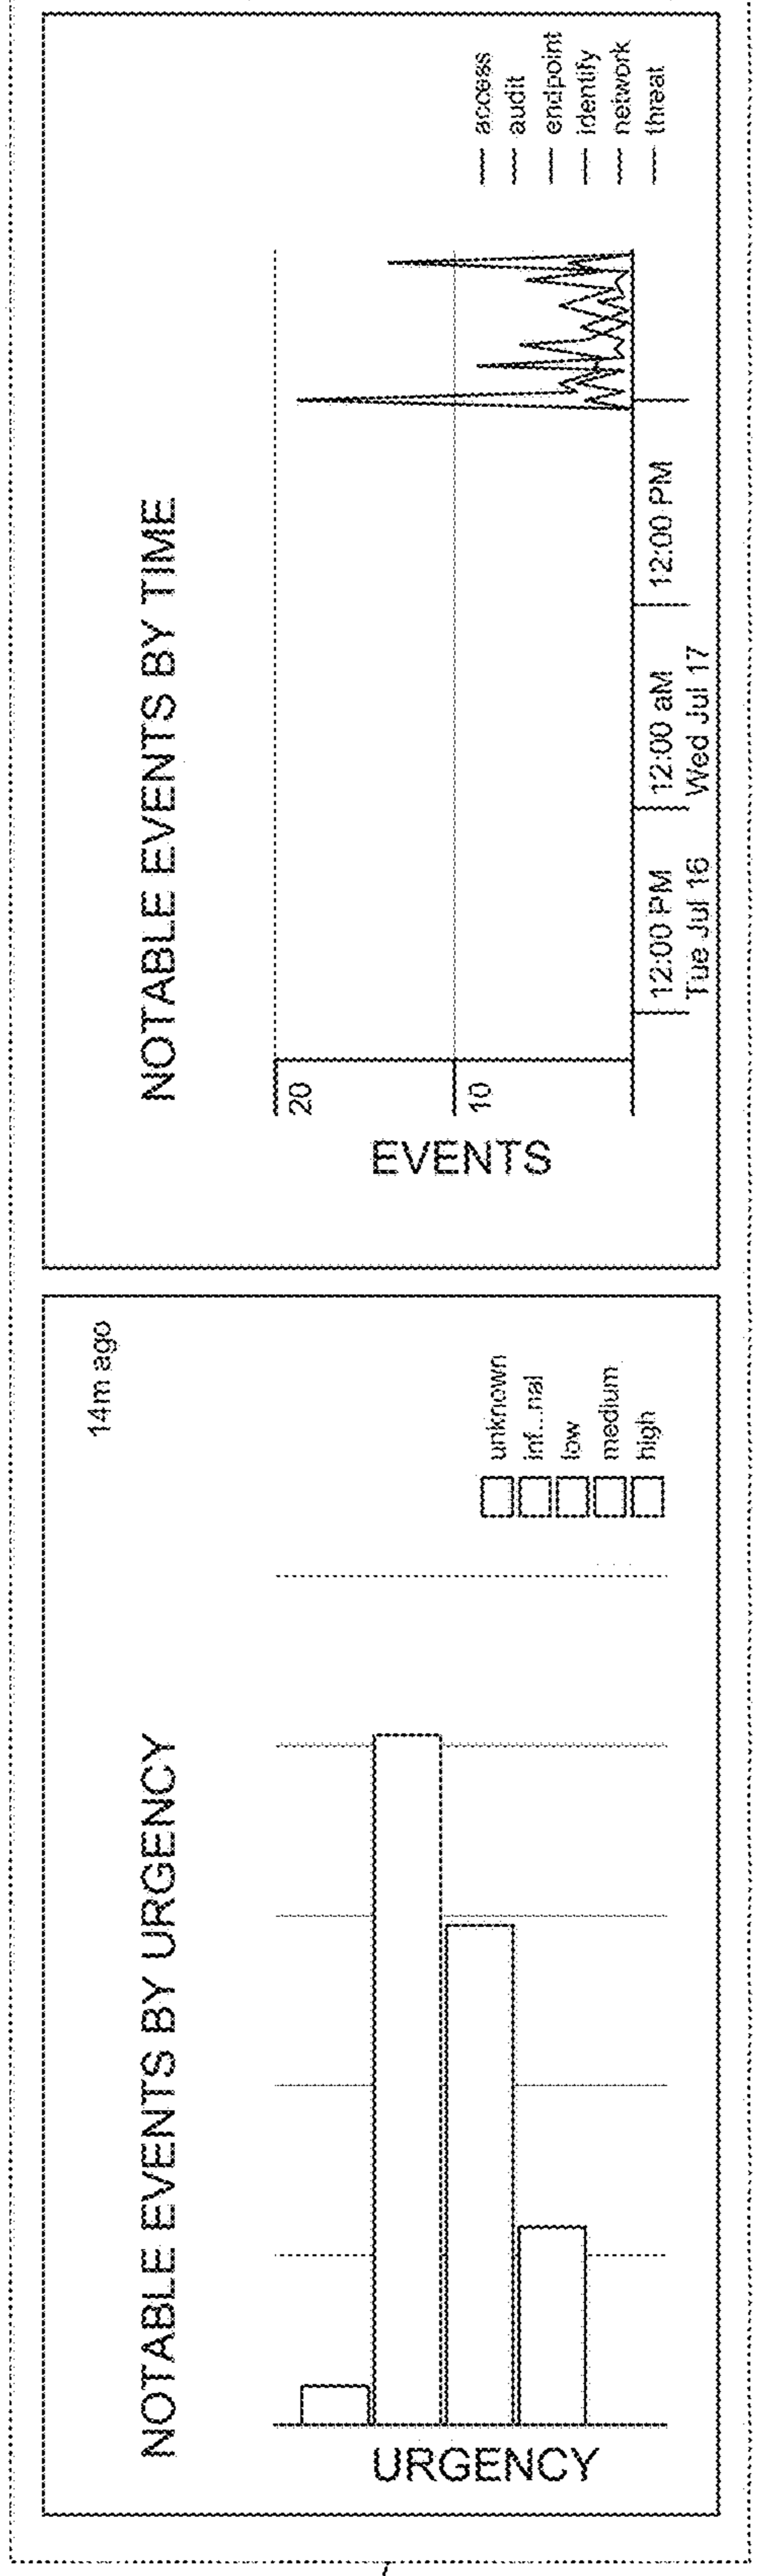 NOTABLE EVENTS BY URGENCY
14m ago
URGENCY
unknown
inf...nal
low
medium
high
NOTABLE EVENTS BY TIME
EVENTS
20
10
12:00 PM
Tue Jul 16
12:00 aM
Wed Jul 17
12:00 PM
access
audit
endpoint
identify
network
threat